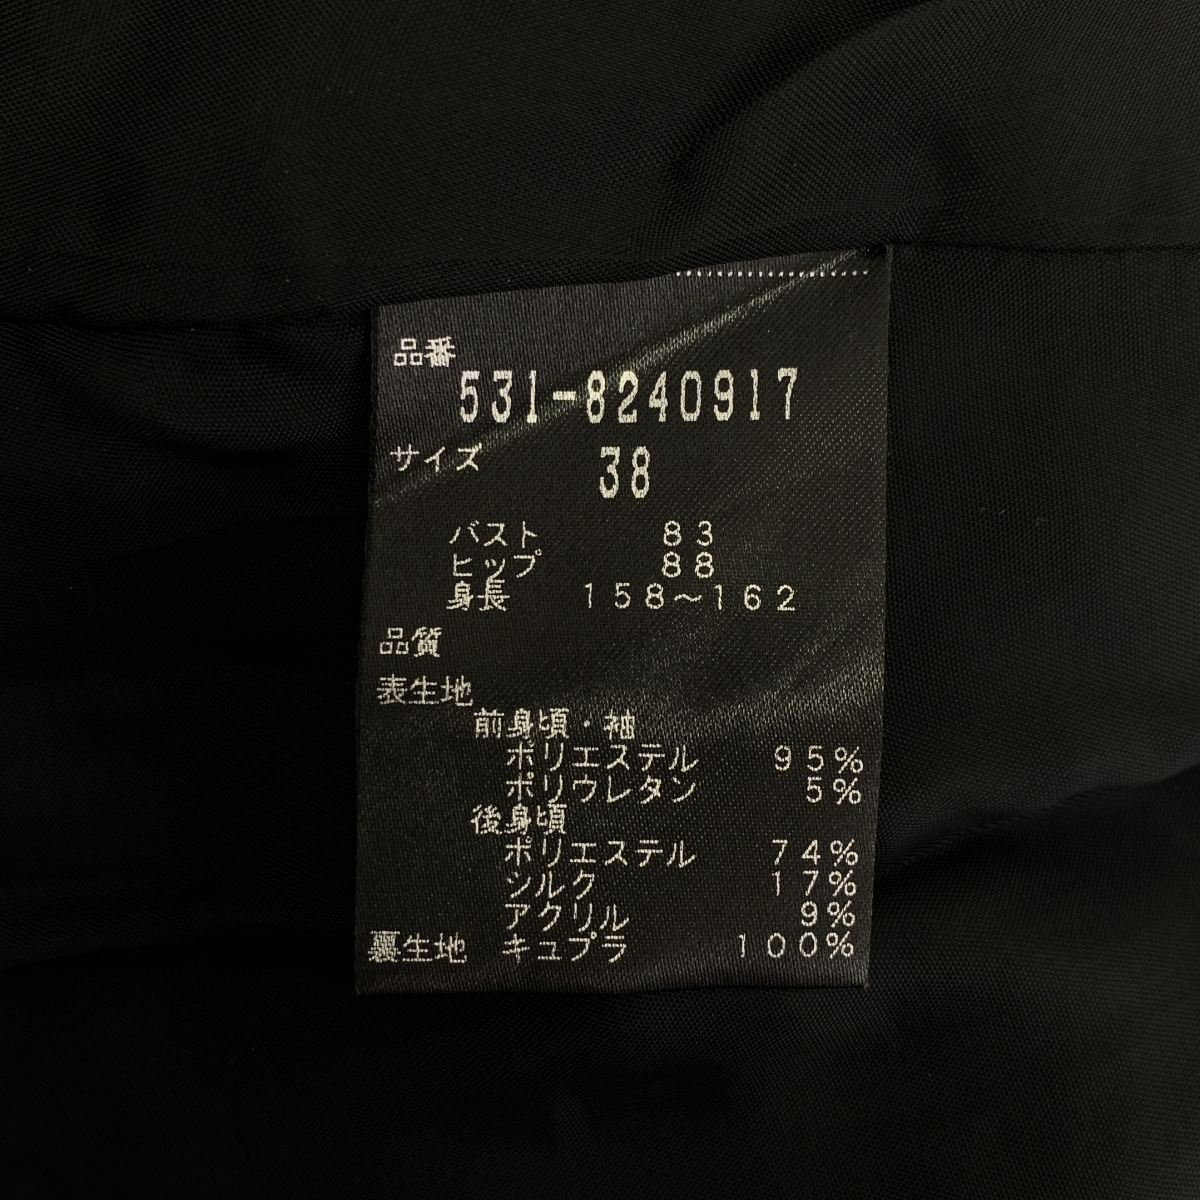 品番
531-8240917
サイズ 38
バスト 83
ヒップ 88
身長 158～162
品質
表生地
前身頃・袖
ポリエステル 95%
ポリウレタン 5%
後身頃
ポリエステル 74%
シルク 17%
アクリル 9%
裏生地 キュプラ 100%